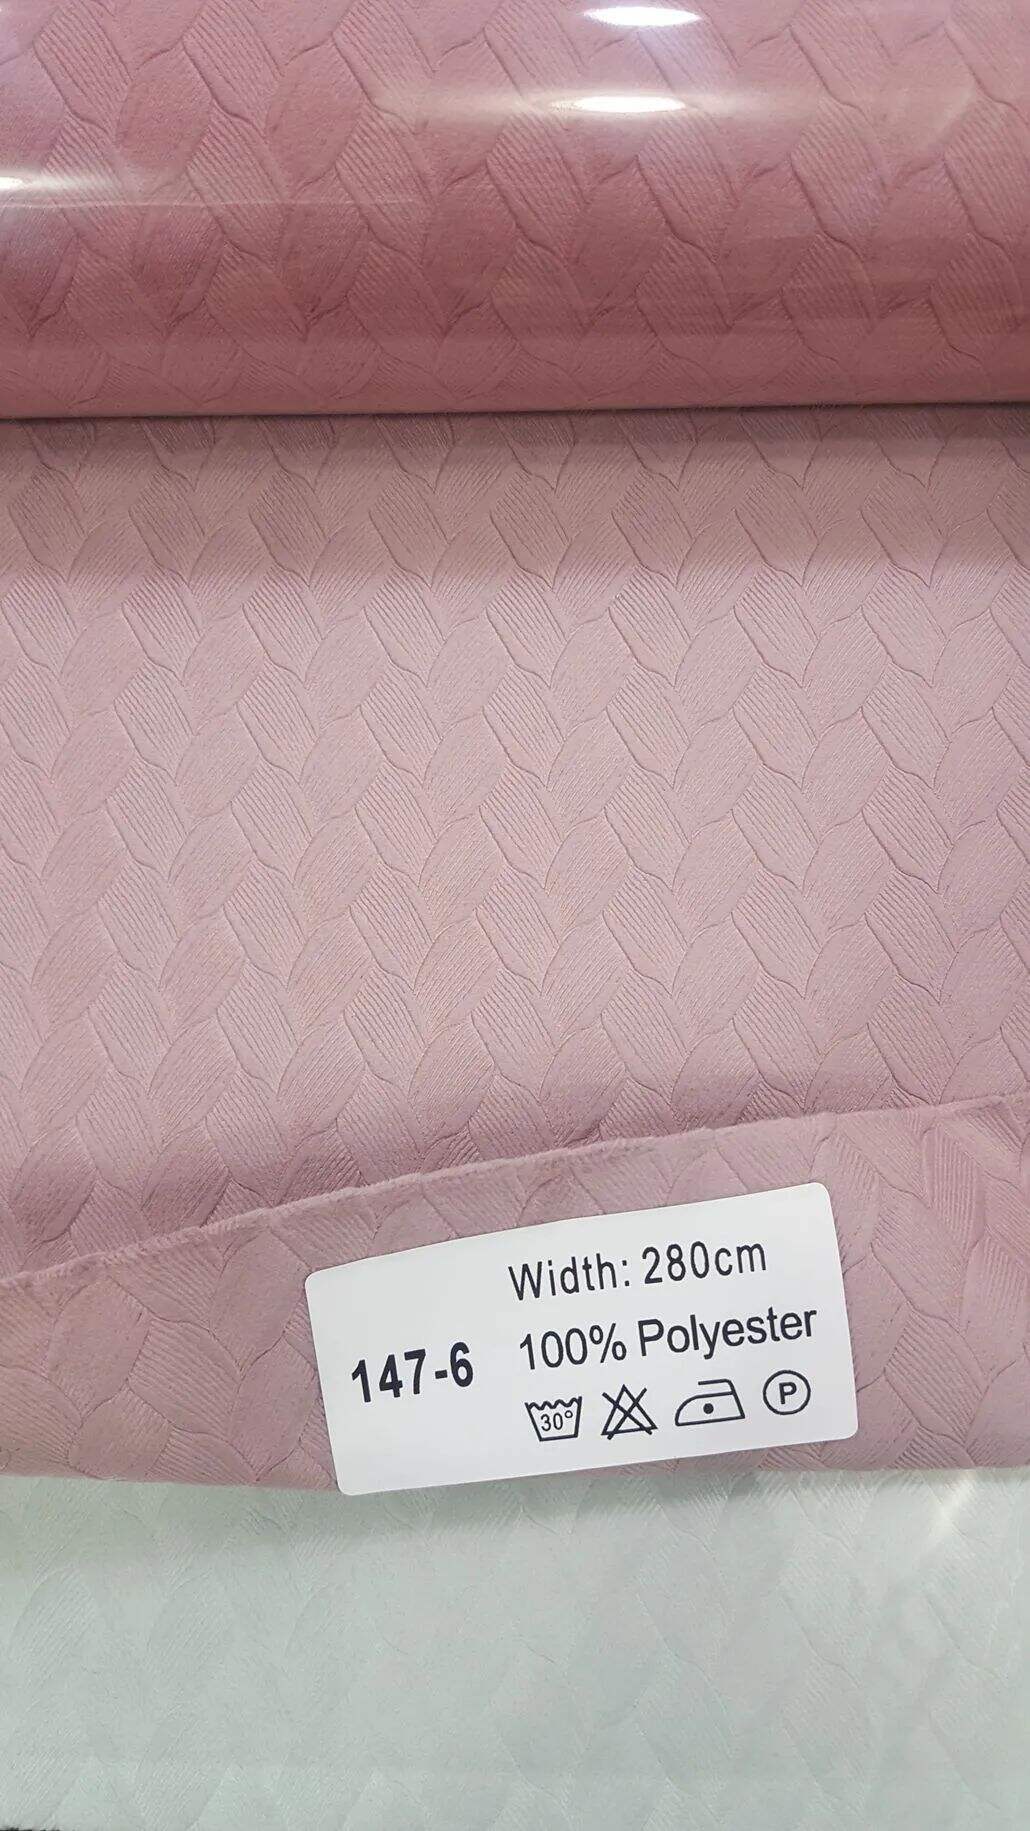 Width: 280cm
147-6
100% Polyester
30°
P